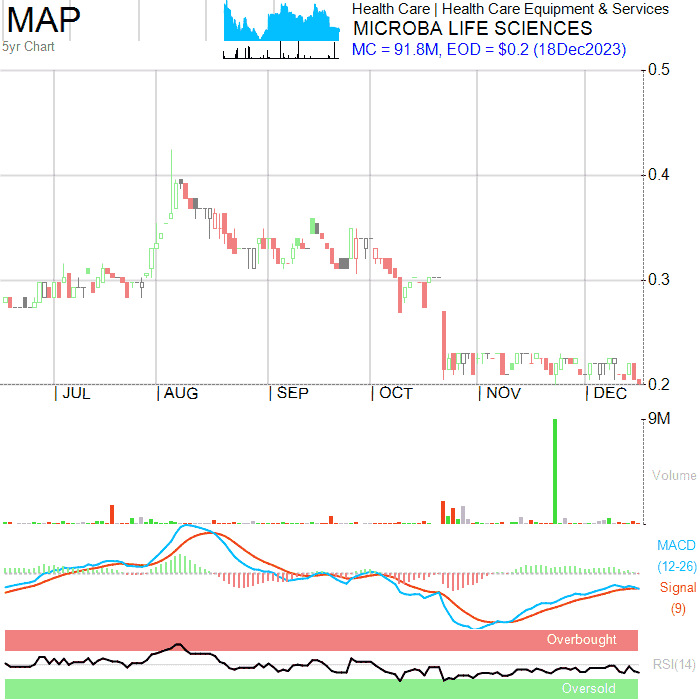 MAP
5yr Chart
Health Care | Health Care Equipment & Services
MICROBA LIFE SCIENCES
MC = 91.8M, EOD = $0.2 (18Dec2023)
0.5
0.4
0.3
0.2
| JUL | AUG | SEP | OCT | NOV | DEC
9M
Volume
MACD
(12-26)
Signal
(9)
Overbought
RSI(14)
Oversold